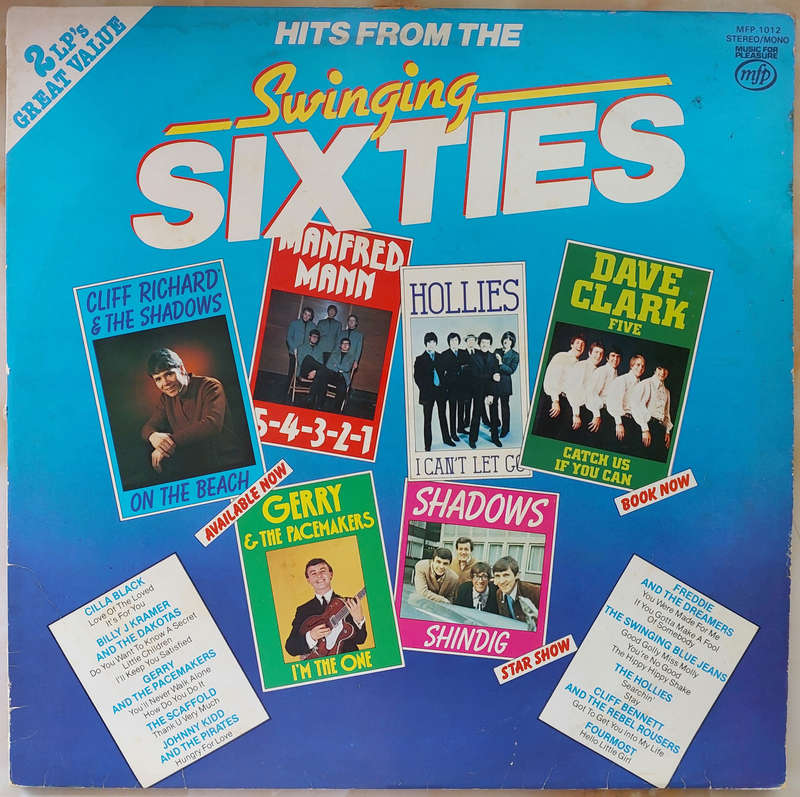 2 LP's
GREAT VALUE
HITS FROM THE
Swinging
SIXTIES
MFP 1012
STEREO/MONO
MUSIC FOR
PLEASURE
mfp
CLIFF RICHARD
& THE SHADOWS
ON THE BEACH
MANFRED
MANN
5-4-3-2-1
HOLLIES
I CAN'T LET GO
DAVE
CLARK
FIVE
CATCH US
IF YOU CAN
AVAILABLE NOW
BOOK NOW
GERRY
& THE PACEMAKERS
I'M THE ONE
SHADOWS
SHINDIG
STAR SHOW
CILLA BLACK
Love Of The Loved
It's For You
BILLY J KRAMER
AND THE DAKOTAS
Do You Want To Know A Secret
Little Children
I'll Keep You Satisfied
GERRY
AND THE PACEMAKERS
You'll Never Walk Alone
How Do You Do It
THE SCAFFOLD
Thank U Very Much
JOHNNY KIDD
AND THE PIRATES
Hungry For Love
FREDDIE
AND THE DREAMERS
You Were Made For Me
If You Gotta Make A Fool
Of Somebody
THE SWINGING BLUE JEANS
Good Golly Miss Molly
You're No Good
The Hippy Hippy Shake
THE HOLLIES
Searchin'
Stay
CLIFF BENNETT
AND THE REBEL ROUSERS
Got To Get You Into My Life
FOURMOST
Hello Little Girl